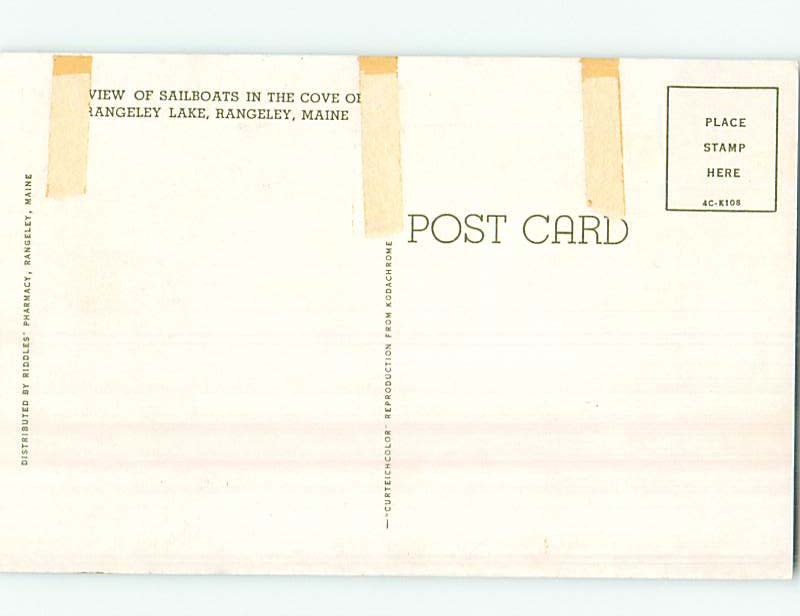 VIEW OF SAILBOATS IN THE COVE OF
RANGELEY LAKE, RANGELEY, MAINE
PLACE
STAMP
HERE
4C-K108
POST CARD
DISTRIBUTED BY RIDDLES' PHARMACY, RANGELEY, MAINE
—"CURTEICHCOLOR" REPRODUCTION FROM KODACHROME